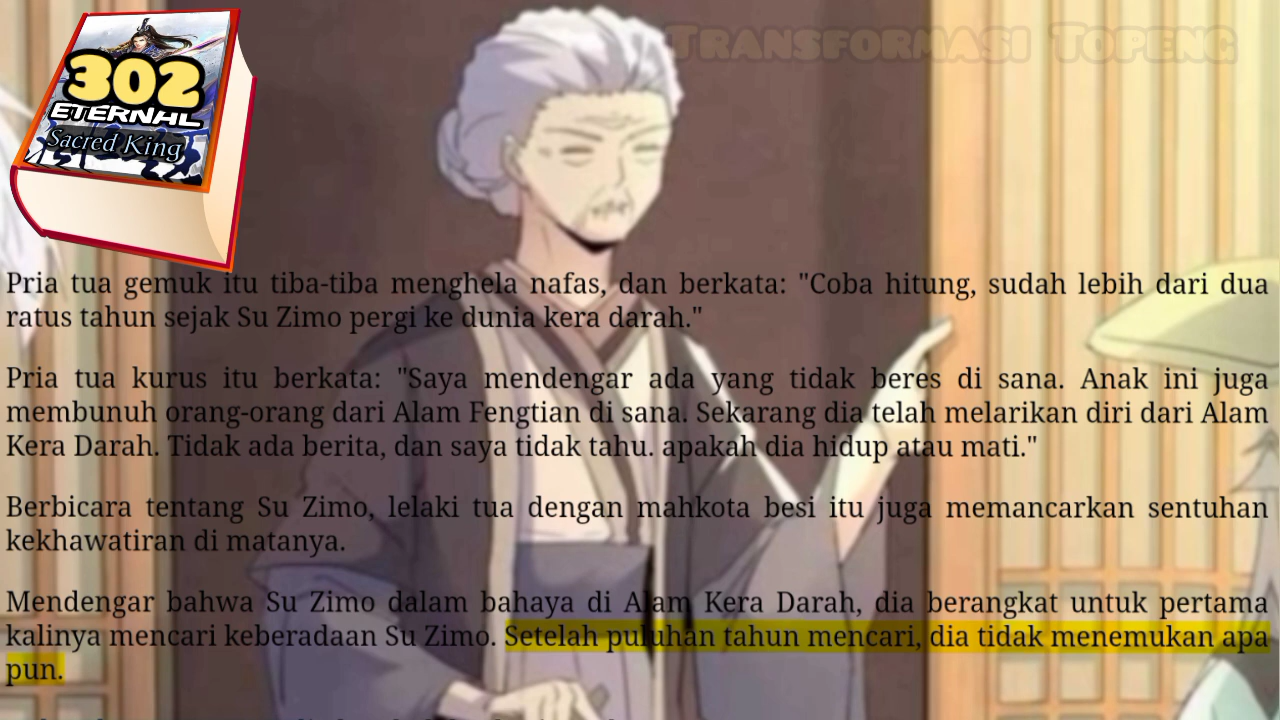 Transformasi Topeng
302
ETERNAL
Sacred King
Pria tua gemuk itu tiba-tiba menghela nafas, dan berkata: "Coba hitung, sudah lebih dari dua
ratus tahun sejak Su Zimo pergi ke dunia kera darah."
Pria tua kurus itu berkata: "Saya mendengar ada yang tidak beres di sana. Anak ini juga
membunuh orang-orang dari Alam Fengtian di sana. Sekarang dia telah melarikan diri dari Alam
Kera Darah. Tidak ada berita, dan saya tidak tahu. apakah dia hidup atau mati."
Berbicara tentang Su Zimo, lelaki tua dengan mahkota besi itu juga memancarkan sentuhan
kekhawatiran di matanya.
Mendengar bahwa Su Zimo dalam bahaya di Alam Kera Darah, dia berangkat untuk pertama
kalinya mencari keberadaan Su Zimo. Setelah puluhan tahun mencari, dia tidak menemukan apa
pun.